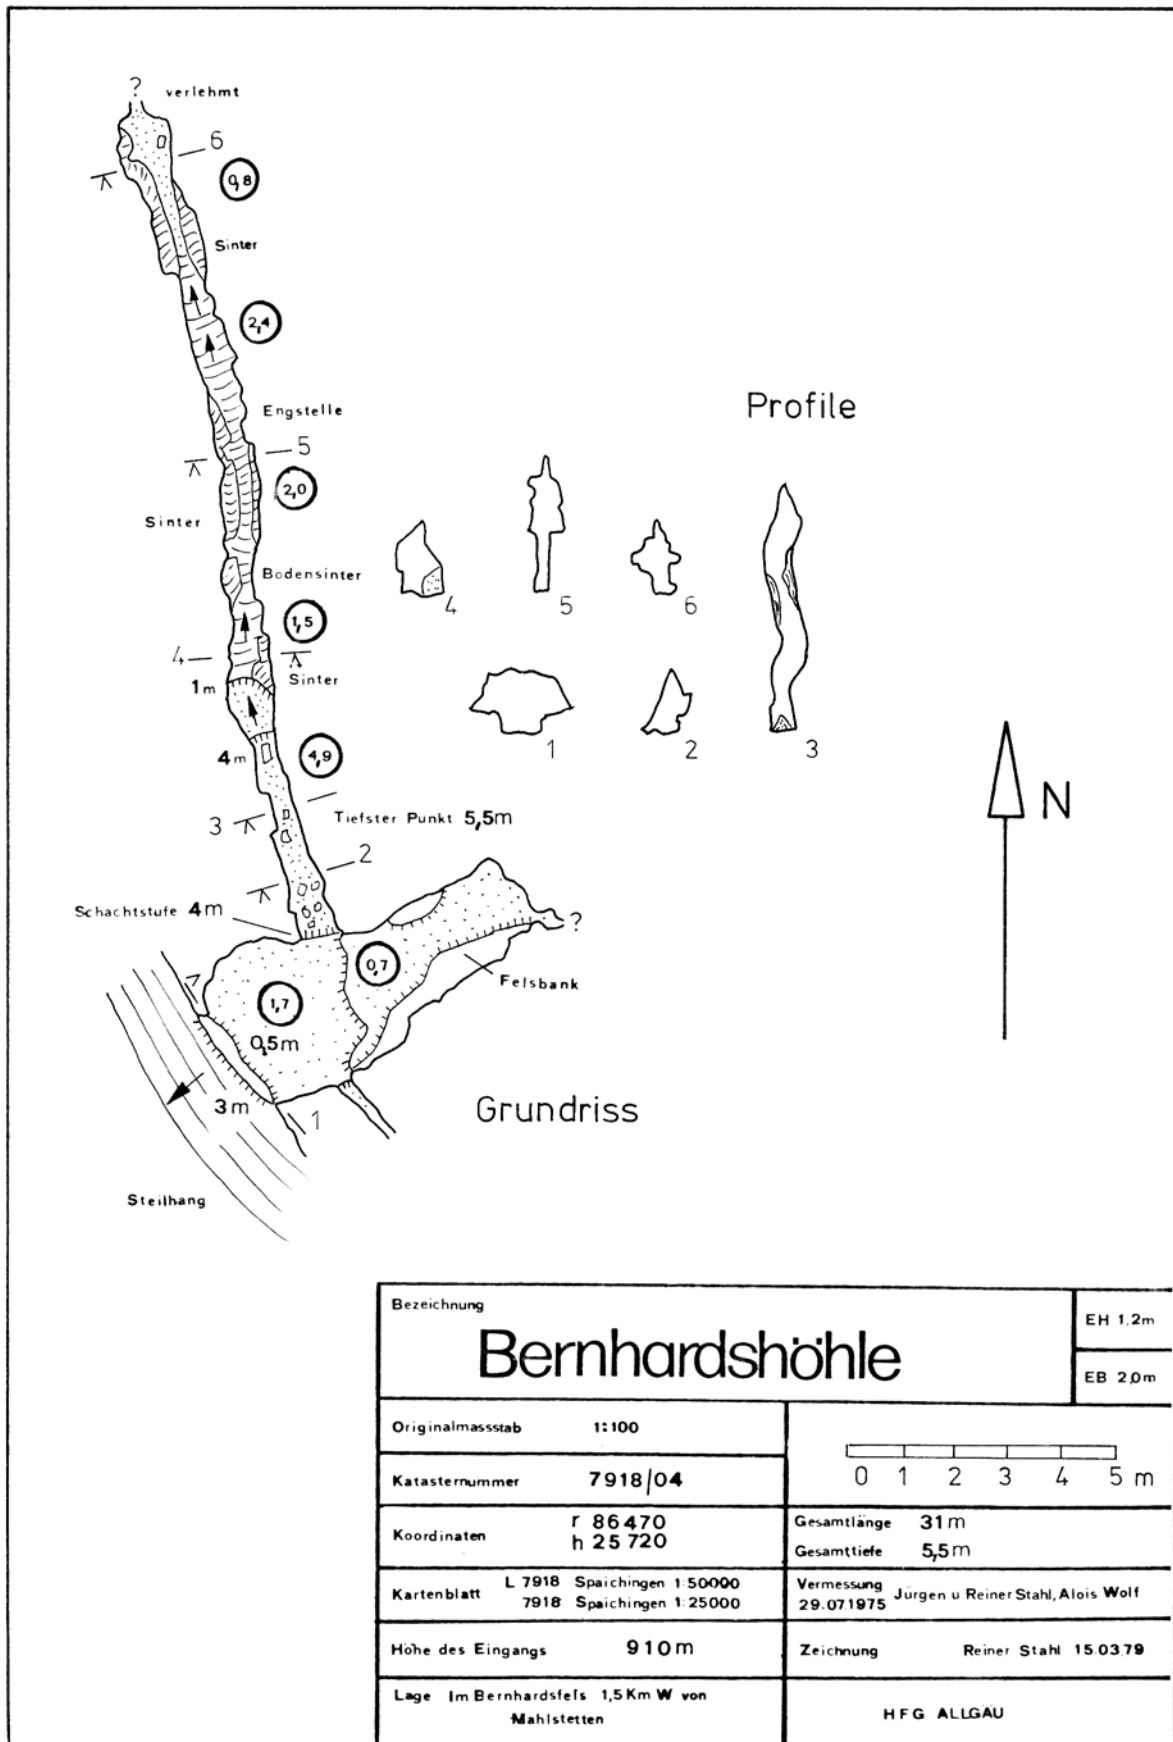 ? verlehmt
6
0,8
Sinter
2,4
Engstelle
5
2,0
Sinter
Bodensinter
1,5
4
Sinter
1m
4m
4,9
3
Tiefster Punkt 5,5m
2
Schachtstufe 4m
?
0,7
Felsbank
1,7
0,5m
3m
1
Steilhang
Grundriss
Profile
4
5
6
1
2
3
N
Bezeichnung
Bernhardshöhle
EH 1,2m
EB 2,0m
Originalmassstab 1:100
0 1 2 3 4 5 m
Katasternummer 7918/04
Koordinaten r 86470
h 25720
Gesamtlänge 31m
Gesamttiefe 5,5m
Kartenblatt L 7918 Spaichingen 1:50000
7918 Spaichingen 1:25000
Vermessung
29.07.1975 Jürgen u Reiner Stahl, Alois Wolf
Höhe des Eingangs 910m
Zeichnung Reiner Stahl 15.03.79
Lage Im Bernhardsfels 1,5Km W von
Mahlstetten
HFG ALLGÄU